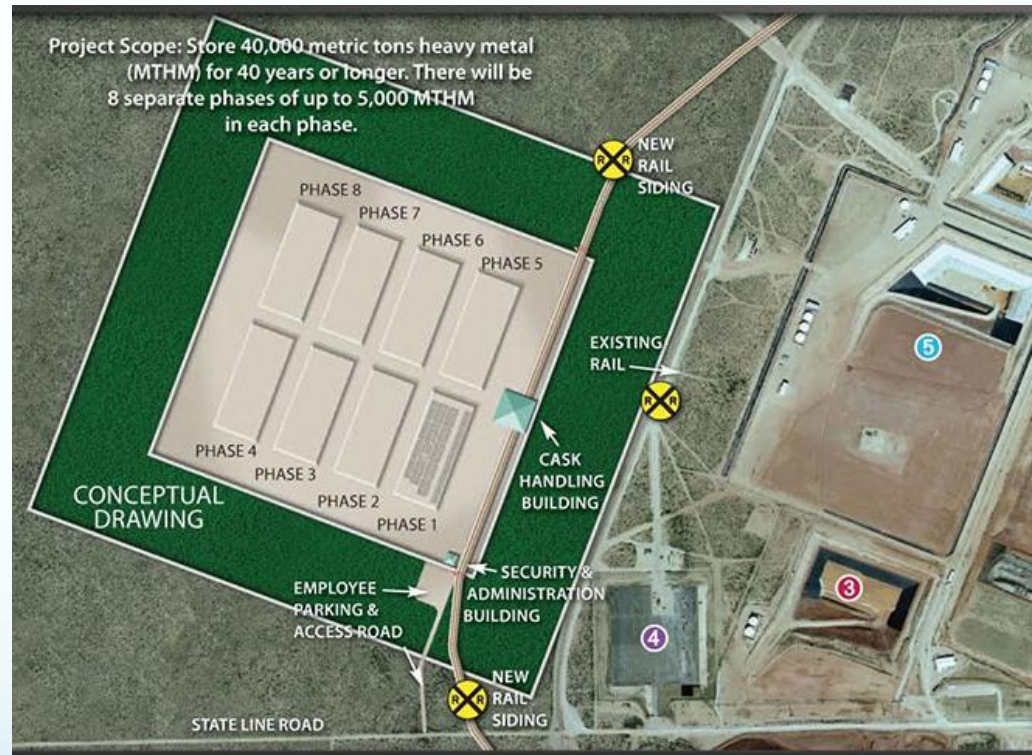 Project Scope: Store 40,000 metric tons heavy metal
(MTHM) for 40 years or longer. There will be
8 separate phases of up to 5,000 MTHM
in each phase.
R R
NEW
RAIL
SIDING
PHASE 8
PHASE 7
PHASE 6
PHASE 5
5
EXISTING
RAIL
R R
PHASE 4
PHASE 3
PHASE 2
PHASE 1
CASK
HANDLING
BUILDING
CONCEPTUAL
DRAWING
SECURITY &
ADMINISTRATION
BUILDING
EMPLOYEE
PARKING &
ACCESS ROAD
3
4
R R
NEW
RAIL
SIDING
STATE LINE ROAD